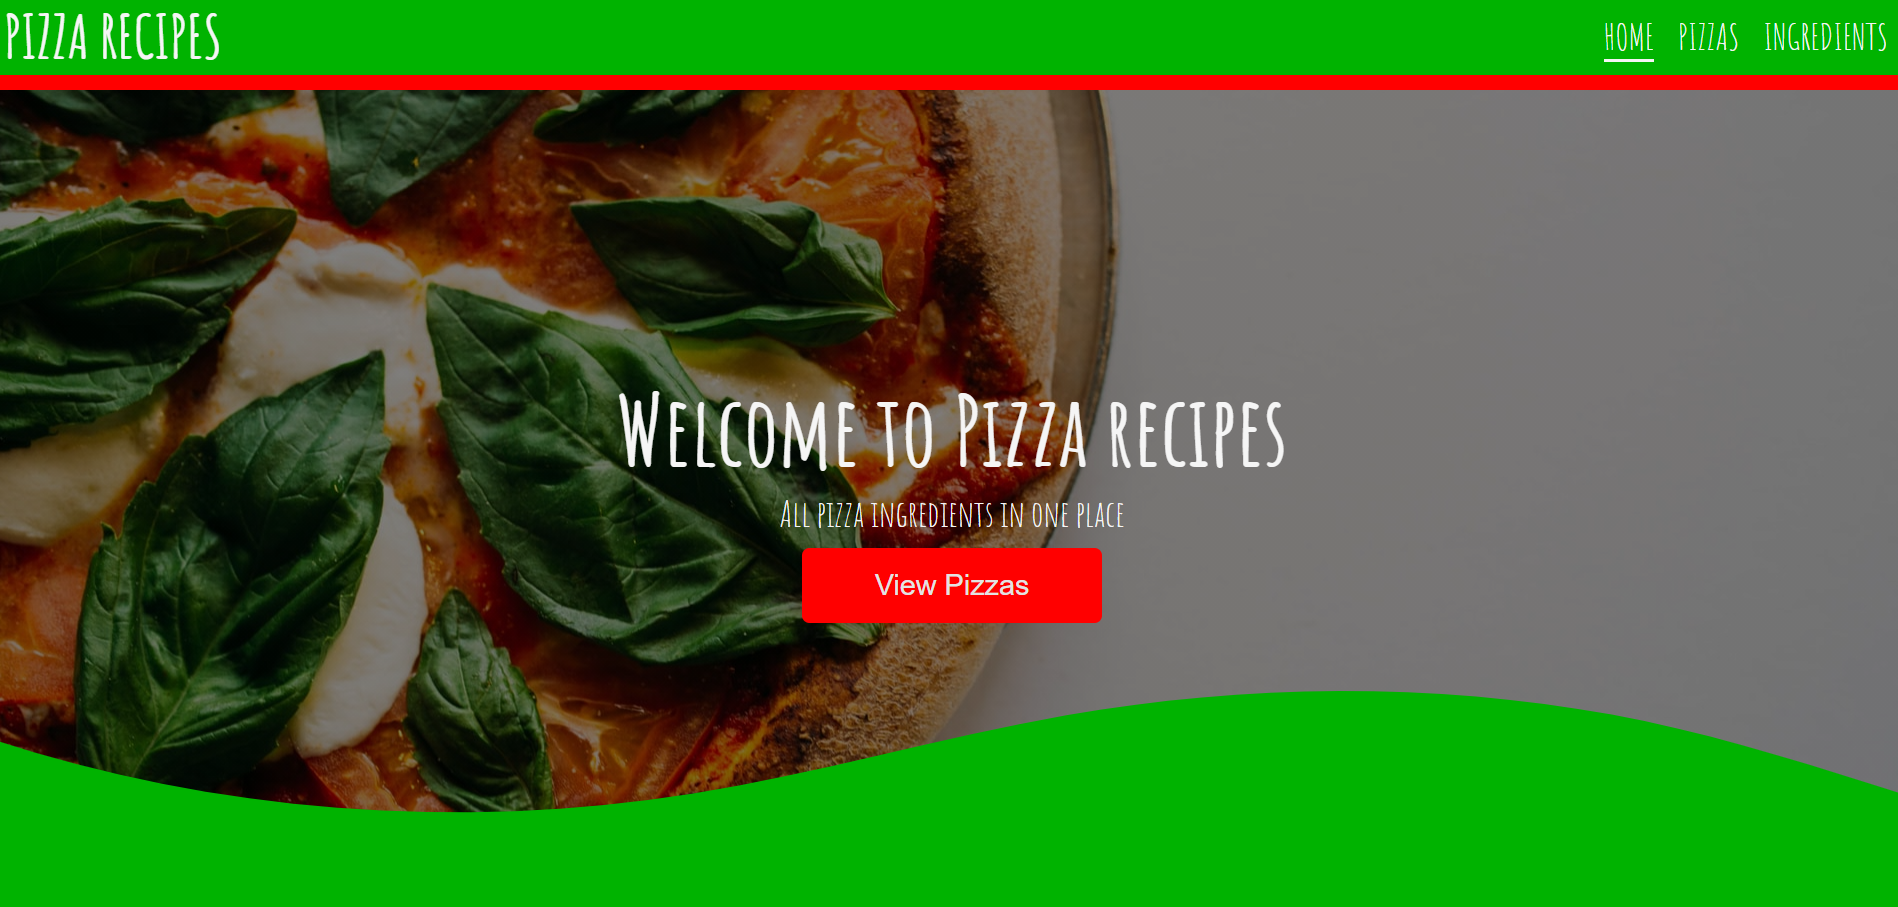 PIZZA RECIPES
HOME PIZZAS INGREDIENTS
Welcome to Pizza recipes
All pizza ingredients in one place
View Pizzas